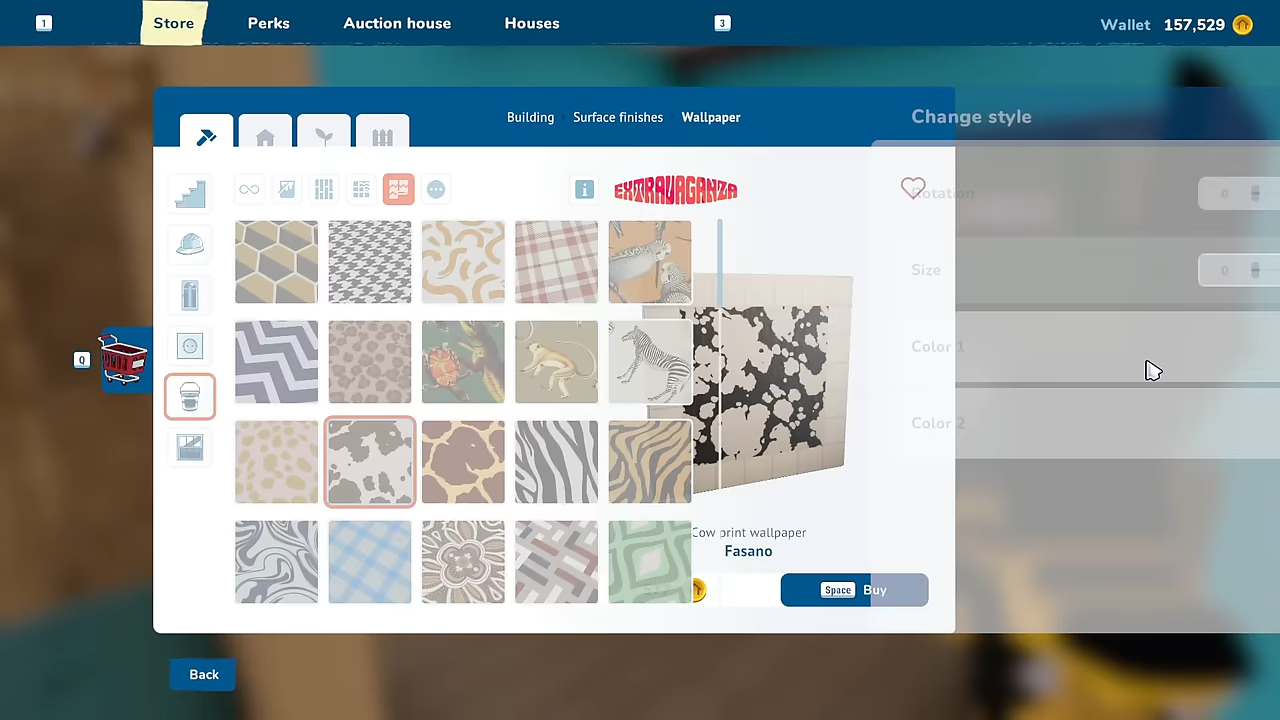 1 Store Perks Auction house Houses 3 Wallet 157,529
Building Surface finishes Wallpaper
Change style
i EXTRAVAGANZA
Rotation 0
Size 0
Color 1
Q
Color 2
Cow print wallpaper
Fasano
Space Buy
Back